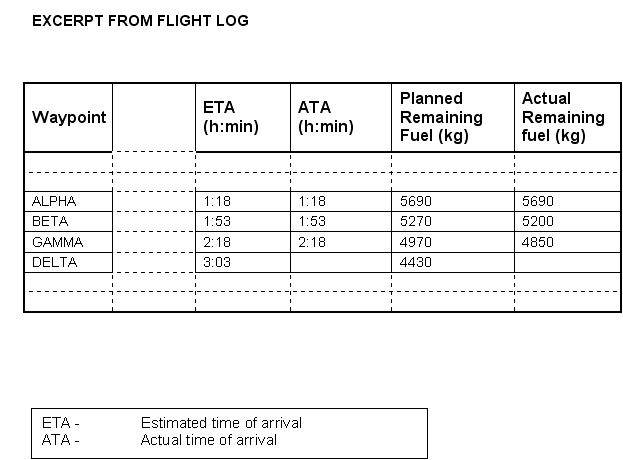 EXCERPT FROM FLIGHT LOG
Waypoint ETA (h:min) ATA (h:min) Planned Remaining Fuel (kg) Actual Remaining fuel (kg)
ALPHA 1:18 1:18 5690 5690
BETA 1:53 1:53 5270 5200
GAMMA 2:18 2:18 4970 4850
DELTA 3:03 4430
ETA - Estimated time of arrival
ATA - Actual time of arrival